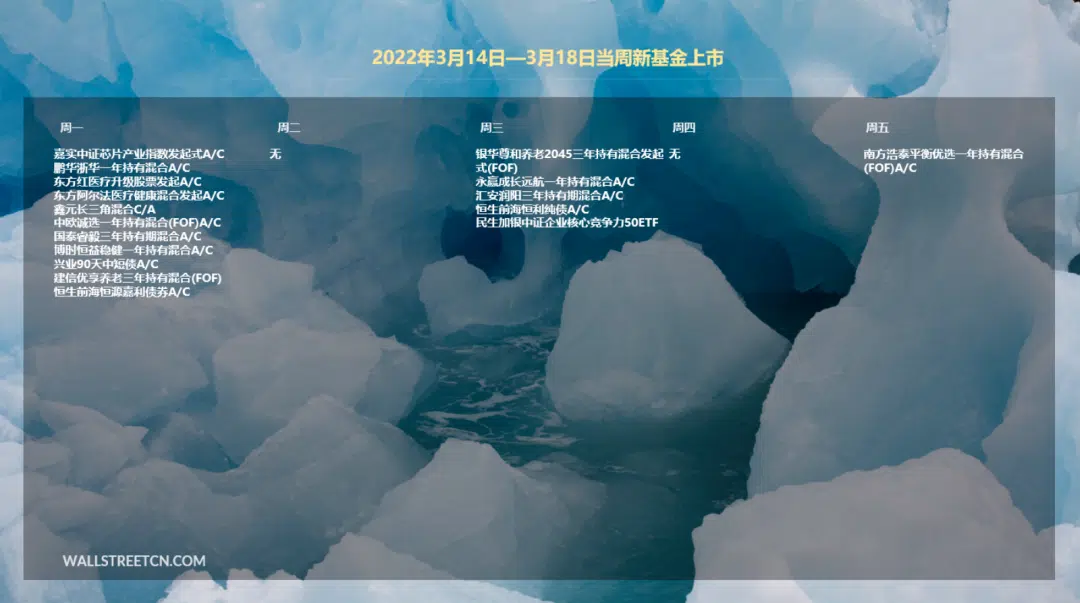 2022年3月14日—3月18日当周新基金上市
周一
嘉实中证芯片产业指数发起式A/C
鹏华浙华一年持有混合A/C
东方红医疗升级股票发起A/C
东方阿尔法医疗健康混合发起A/C
鑫元长三角混合C/A
中欧诚选一年持有混合(FOF)A/C
国泰睿毅三年持有期混合A/C
博时恒益稳健一年持有混合A/C
兴业90天中短债A/C
建信优享养老三年持有混合(FOF)
恒生前海恒源嘉利债券A/C
周二
无
周三
银华尊和养老2045三年持有混合发起
式(FOF)
永赢成长远航一年持有混合A/C
汇安润阳三年持有期混合A/C
恒生前海恒利纯债A/C
民生加银中证企业核心竞争力50ETF
周四
无
周五
南方浩泰平衡优选一年持有混合
(FOF)A/C
WALLSTREETCN.COM